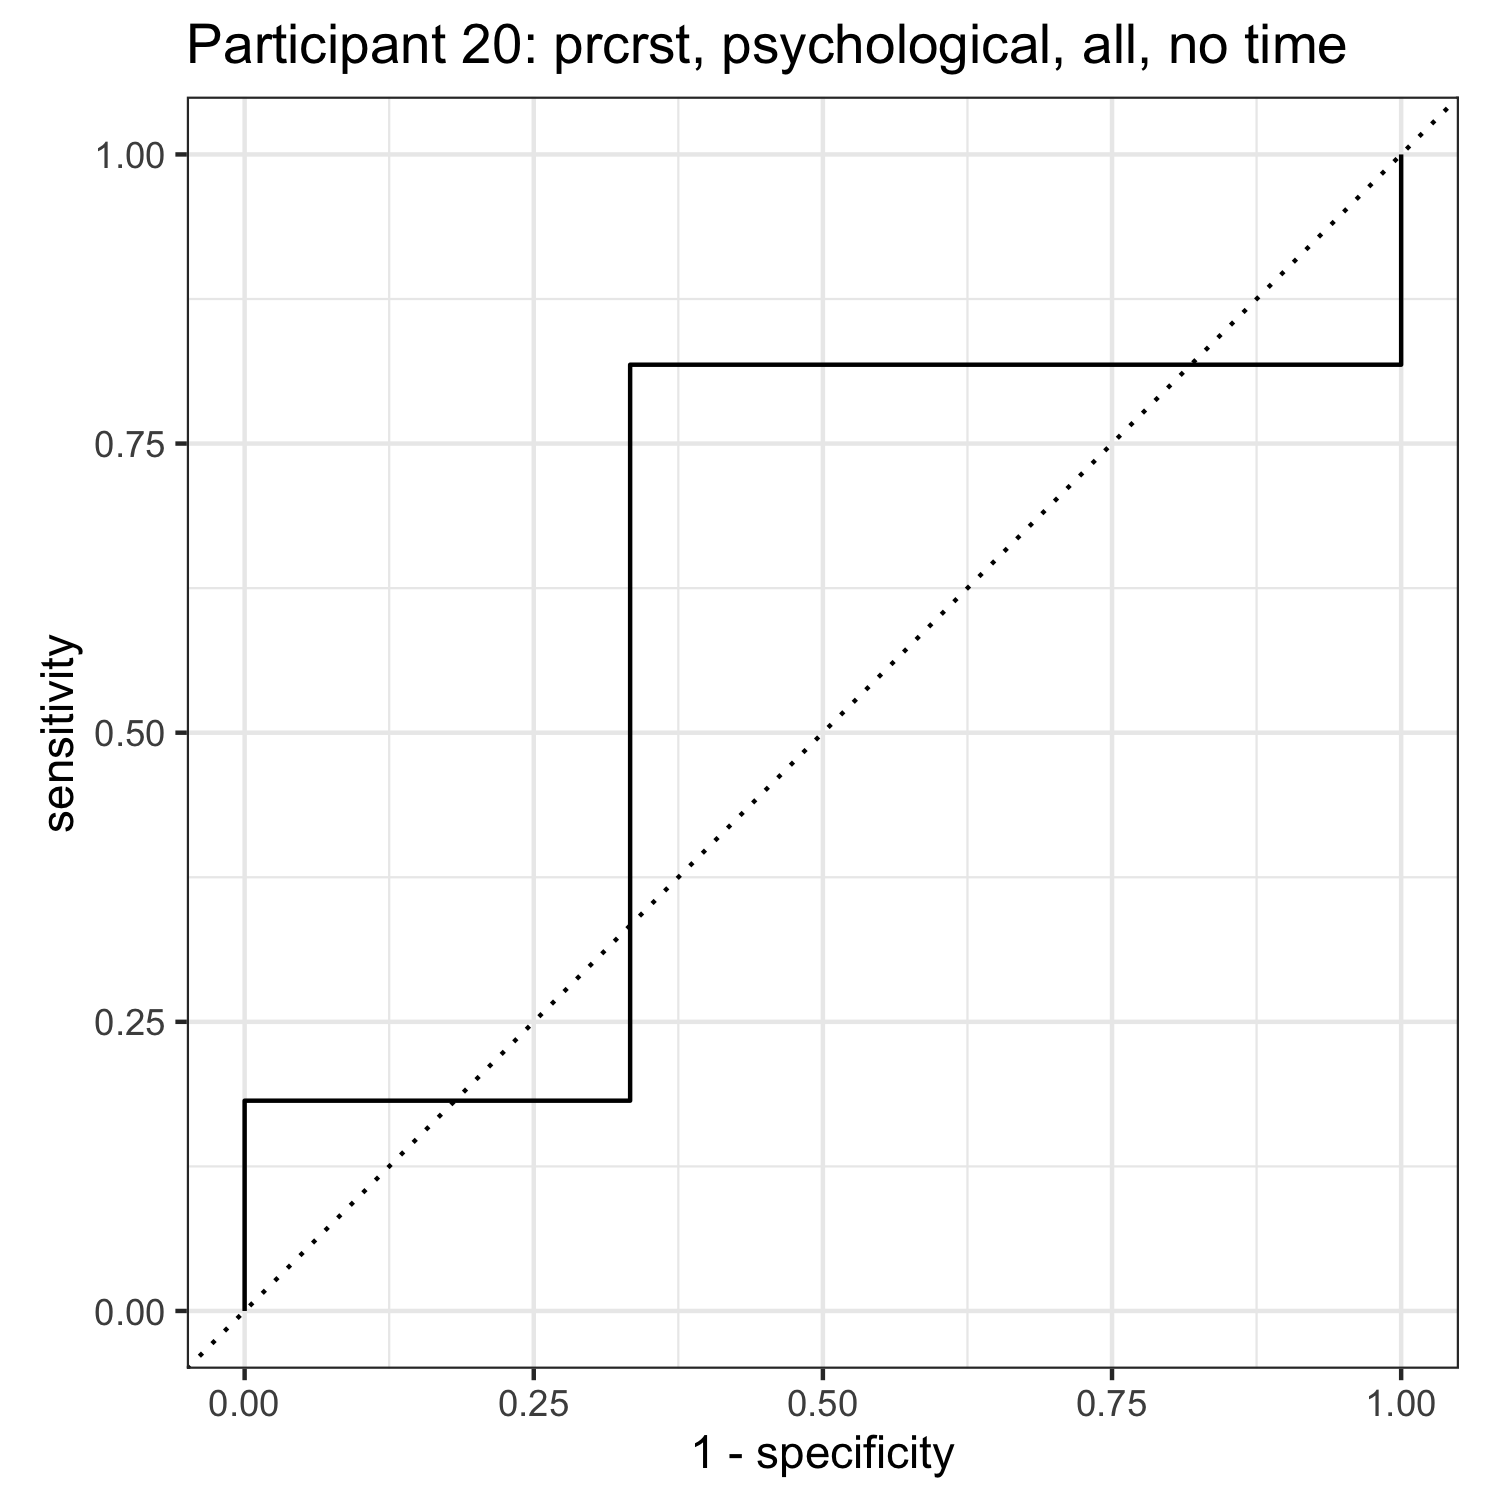 Participant 20: prcrst, psychological, all, no time
1.00
0.75
0.50
0.25
0.00
sensitivity
0.00 0.25 0.50 0.75 1.00
1 - specificity